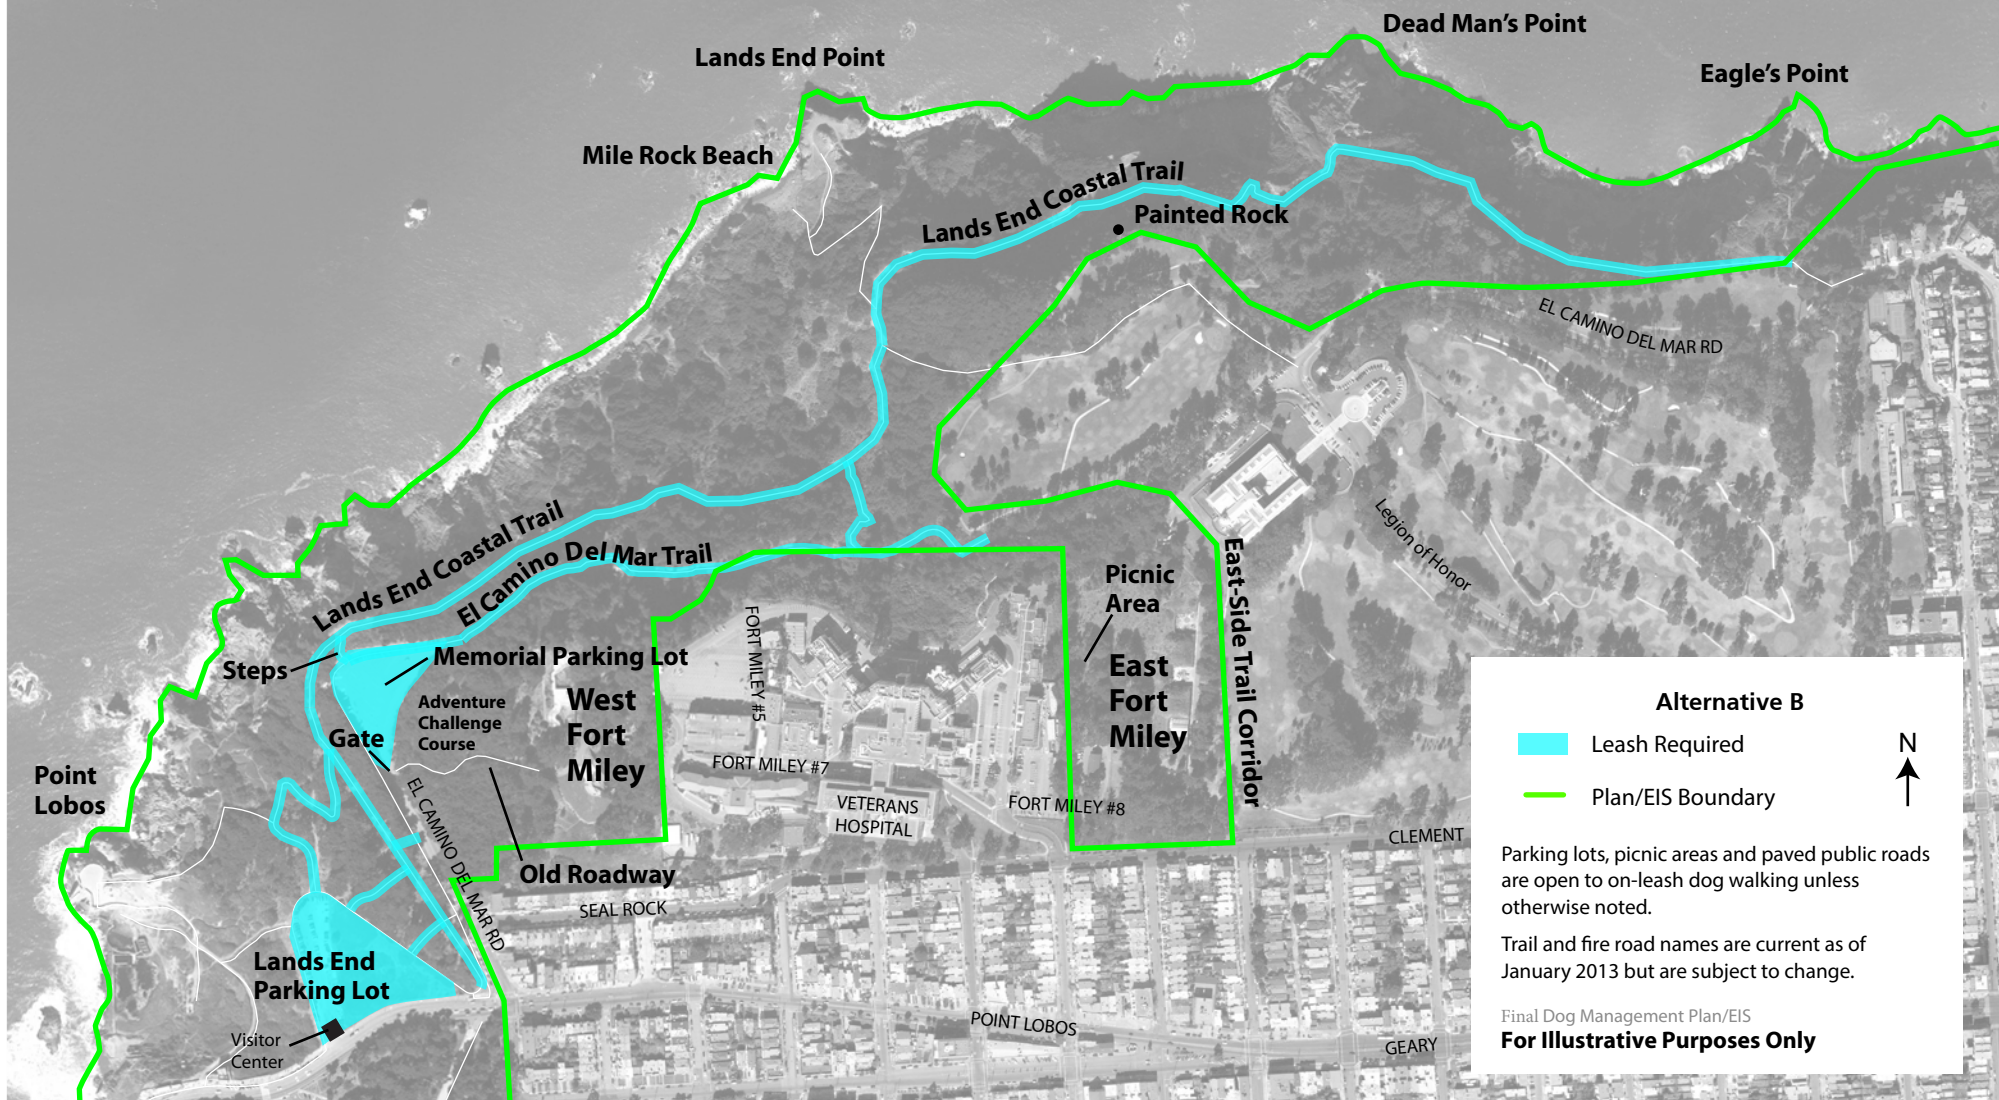 Dead Man's Point
Lands End Point
Eagle's Point
Mile Rock Beach
Lands End Coastal Trail
Painted Rock
EL CAMINO DEL MAR RD
Legion of Honor
Lands End Coastal Trail
El Camino Del Mar Trail
East-Side Trail Corridor
Picnic
Area
Steps
Memorial Parking Lot
FORT MILEY #5
Adventure
Challenge
Course
West
Fort
Miley
East
Fort
Miley
Gate
FORT MILEY #7
Point
Lobos
EL CAMINO DEL MAR RD
VETERANS
HOSPITAL
FORT MILEY #8
CLEMENT
Old Roadway
SEAL ROCK
Lands End
Parking Lot
Visitor
Center
POINT LOBOS
GEARY
Alternative B
Leash Required
N
Plan/EIS Boundary
Parking lots, picnic areas and paved public roads
are open to on-leash dog walking unless
otherwise noted.
Trail and fire road names are current as of
January 2013 but are subject to change.
Final Dog Management Plan/EIS
For Illustrative Purposes Only